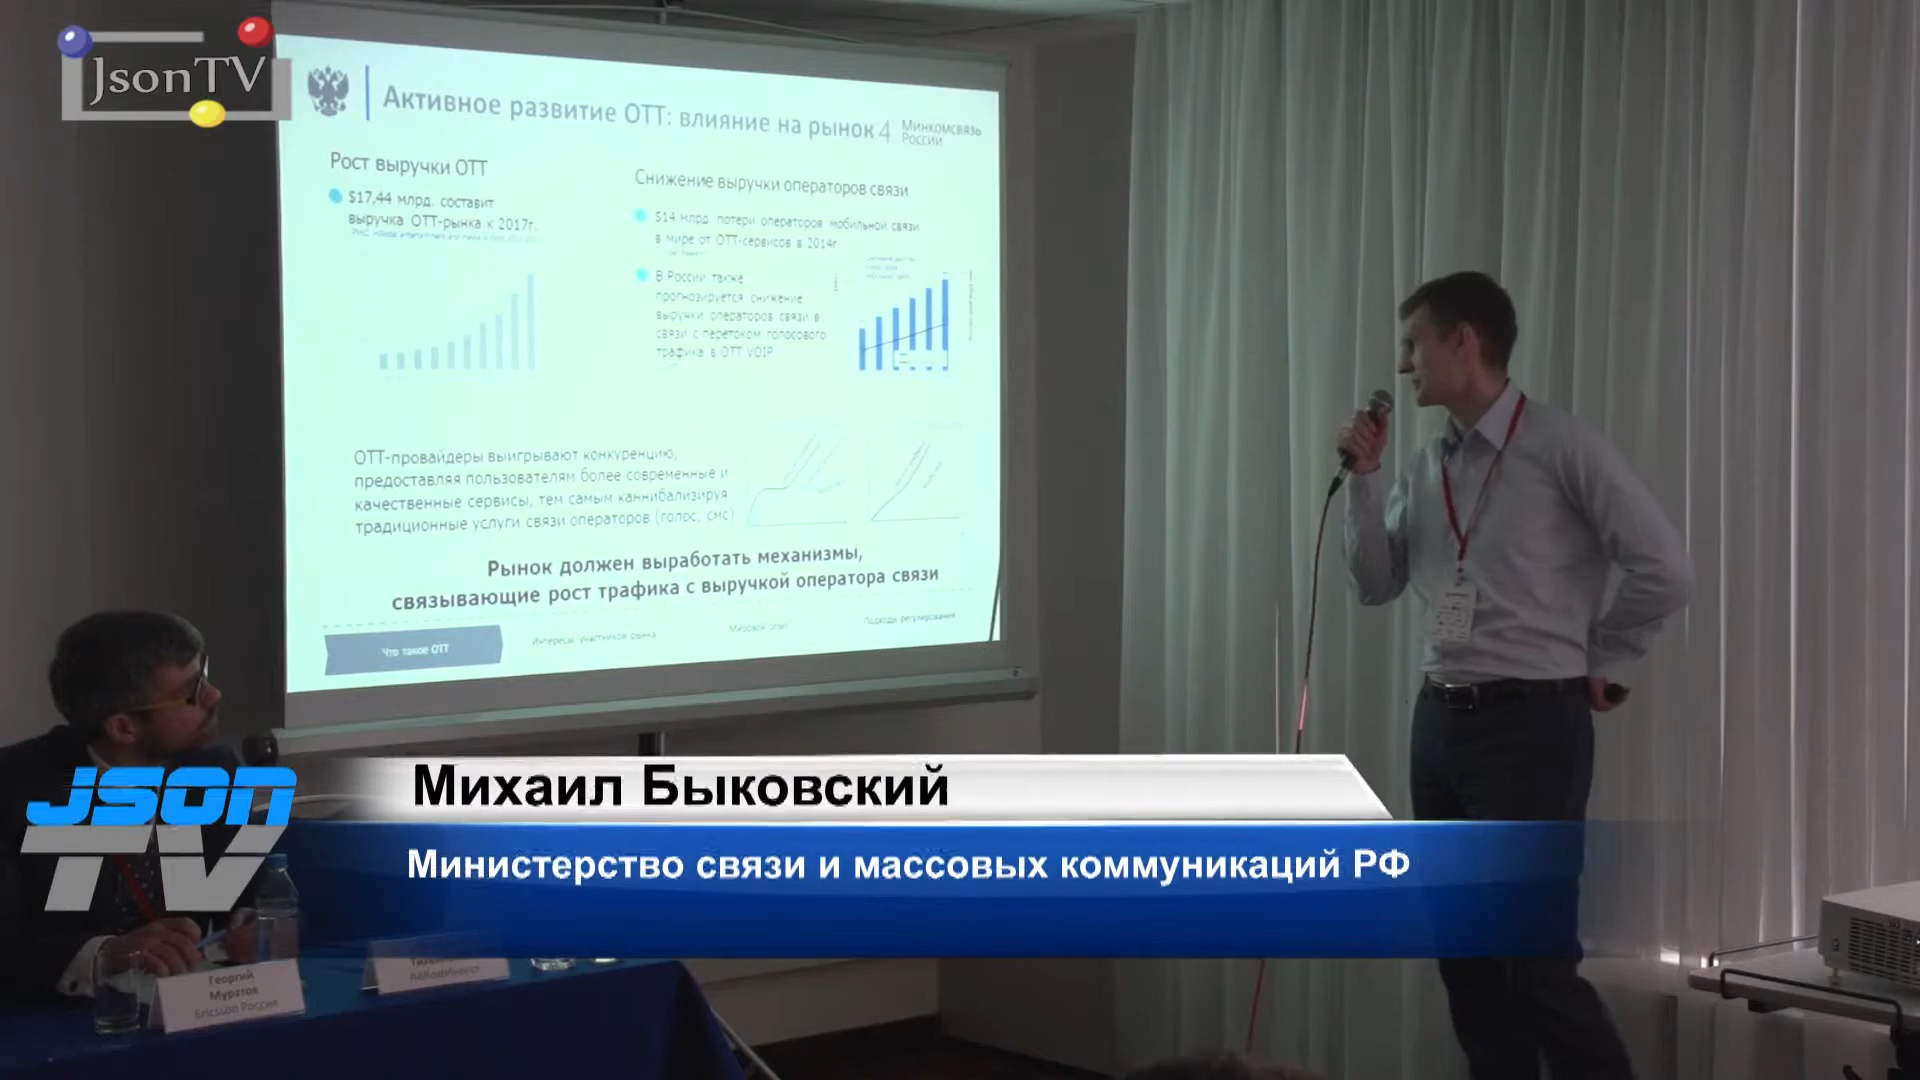 JsonTV
Активное развитие ОТТ: влияние на рынок
4
Минкомсвязь
России
Рост выручки ОТТ
$17,44 млрд. составит
выручка ОТТ-рынка к 2017г.
Снижение выручки операторов связи
$14 млрд. потери операторов мобильной связи
в мире от ОТТ-сервисов в 2014г
В России также
прогнозируется снижение
выручки операторов связи в
связи с перетоком голосового
трафика в ОТТ VOIP
ОТТ-провайдеры выигрывают конкуренцию,
предоставляя пользователям более современные и
качественные сервисы, тем самым каннибализируя
традиционные услуги связи операторов (голос, смс)
Рынок должен выработать механизмы,
связывающие рост трафика с выручкой оператора связи
Что такое ОТТ
Интересы участников рынка
Мировой опыт
Подходы регулирования
Михаил Быковский
Министерство связи и массовых коммуникаций РФ
JSON
TV
Георгий
Муратов
Ericsson Россия